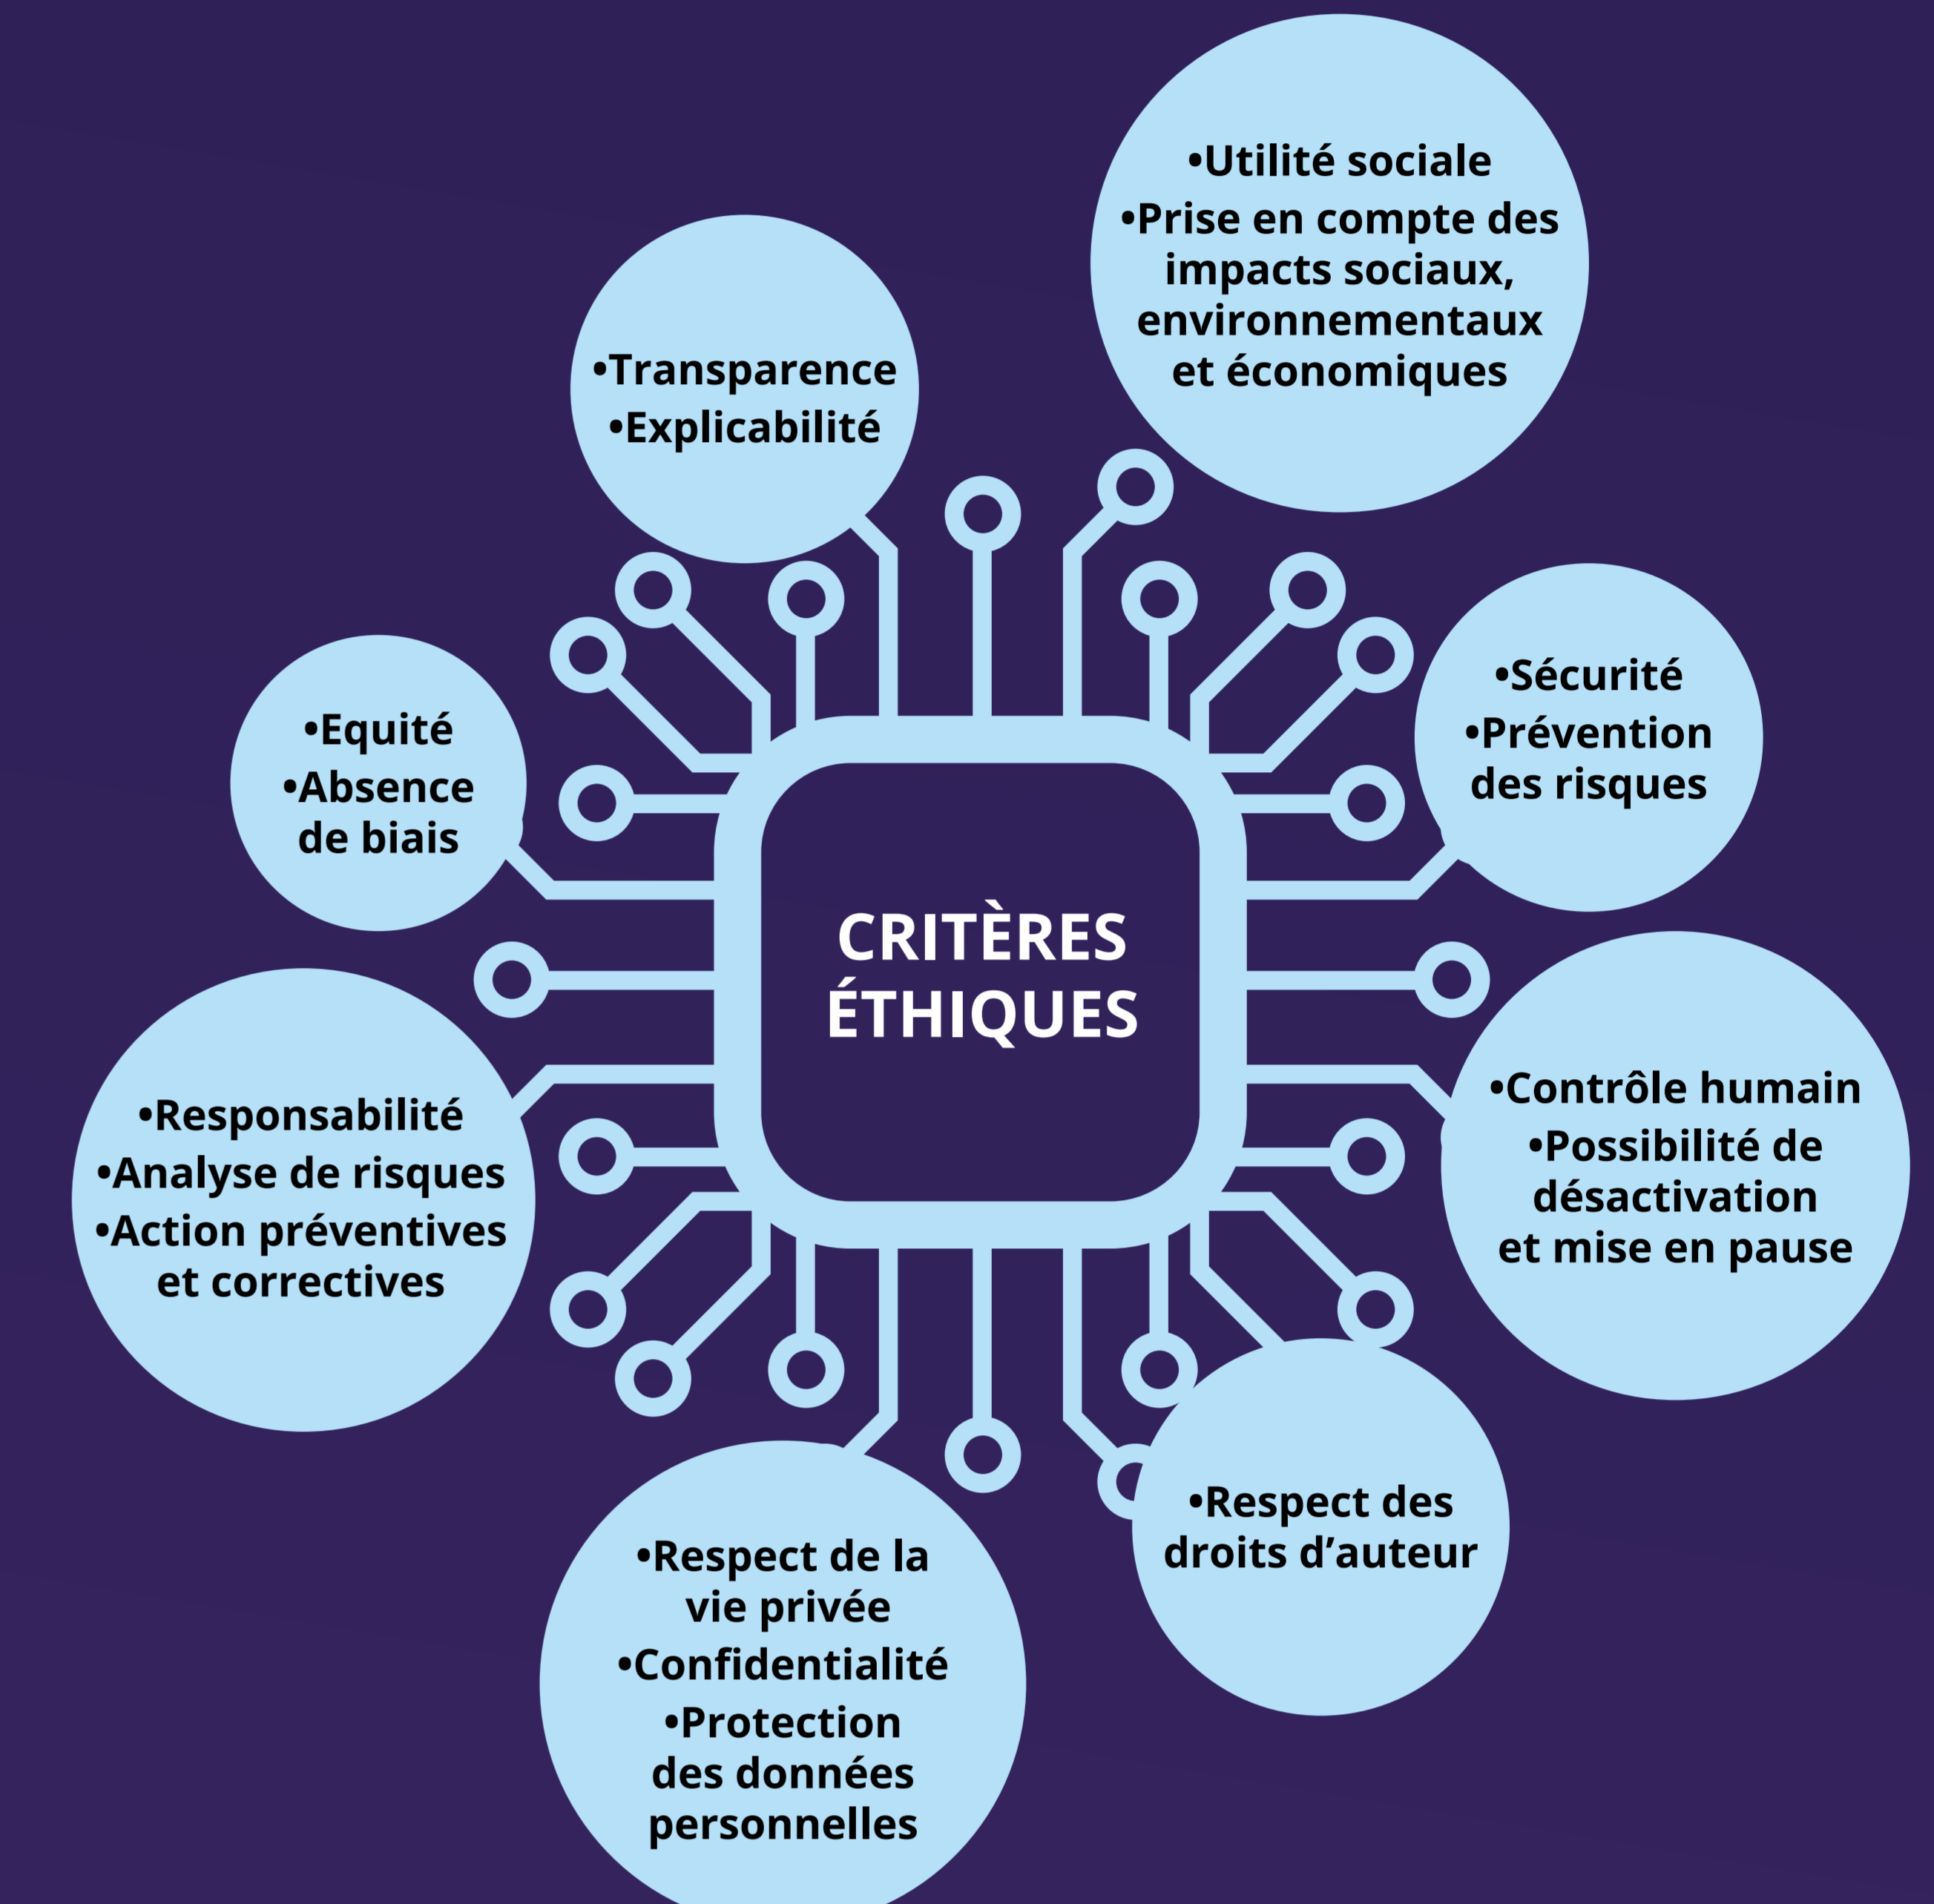 •Utilité sociale
•Prise en compte des
impacts sociaux,
environnementaux
et économiques
•Transparence
•Explicabilité
•Sécurité
•Prévention
des risques
•Equité
•Absence
de biais
CRITÈRES
ÉTHIQUES
•Contrôle humain
•Possibilité de
désactivation
et mise en pause
•Responsabilité
•Analyse de risques
•Action préventives
et correctives
•Respect des
droits d’auteur
•Respect de la
vie privée
•Confidentialité
•Protection
des données
personnelles